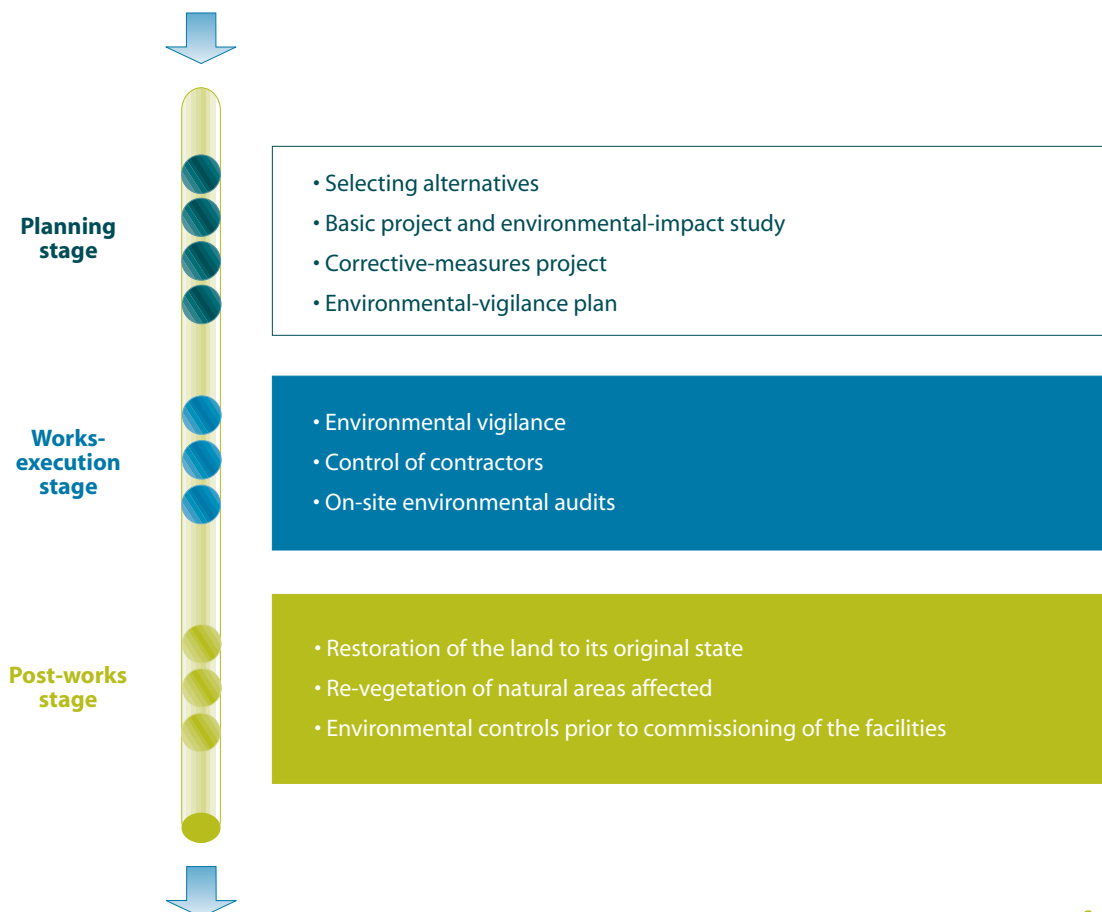 Planning
stage
• Selecting alternatives
• Basic project and environmental-impact study
• Corrective-measures project
• Environmental-vigilance plan
Works-
execution
stage
• Environmental vigilance
• Control of contractors
• On-site environmental audits
Post-works
stage
• Restoration of the land to its original state
• Re-vegetation of natural areas affected
• Environmental controls prior to commissioning of the facilities